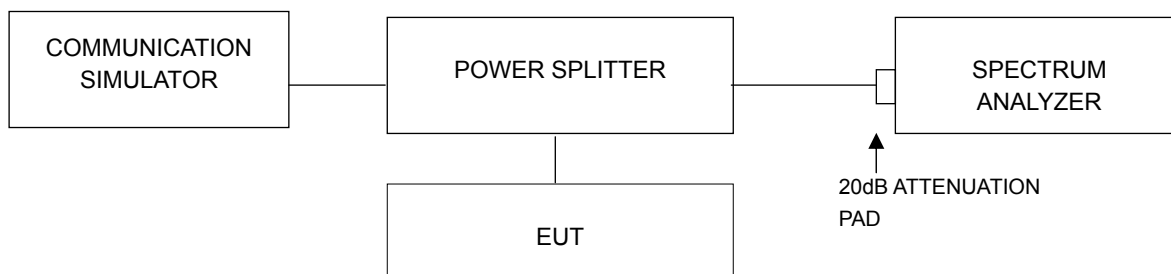 COMMUNICATION
SIMULATOR
POWER SPLITTER
SPECTRUM
ANALYZER
20dB ATTENUATION
PAD
EUT